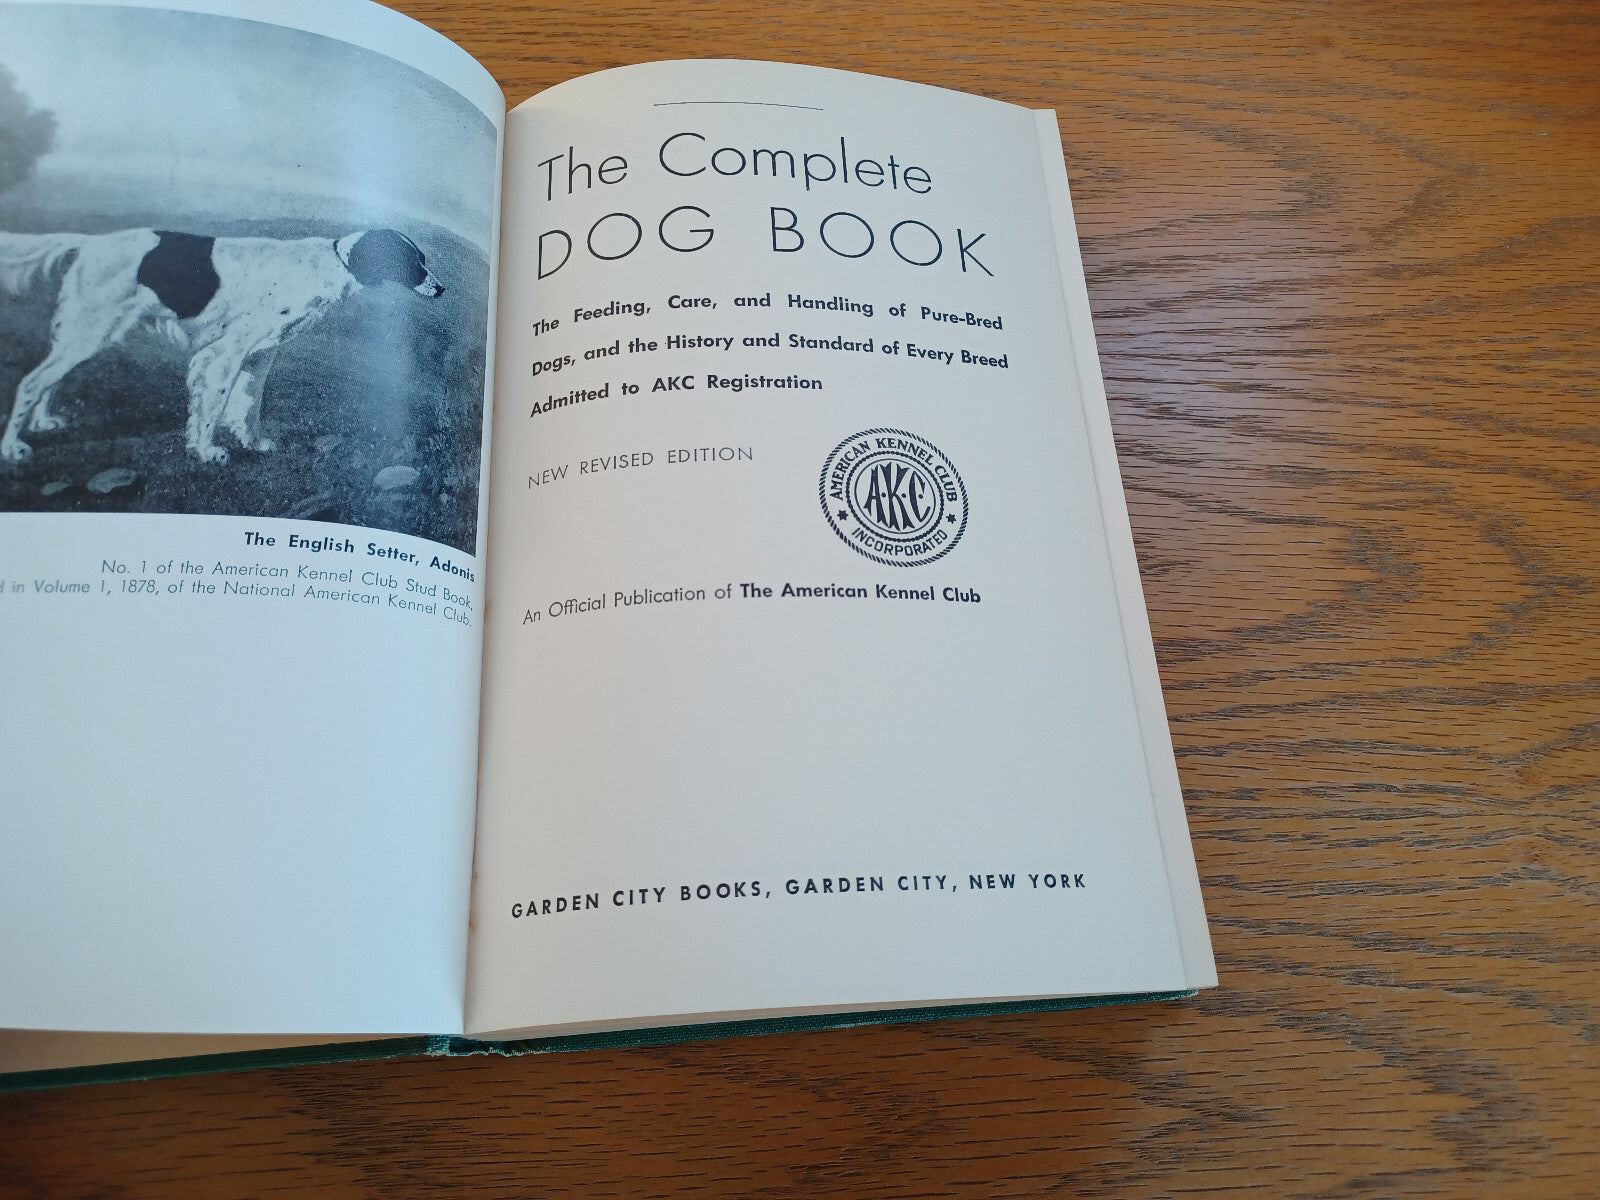 The English Setter, Adonis
No. 1 of the American Kennel Club Stud Book,
in Volume 1, 1878, of the National American Kennel Club.
The Complete
DOG BOOK
The Feeding, Care, and Handling of Pure-Bred
Dogs, and the History and Standard of Every Breed
Admitted to AKC Registration
NEW REVISED EDITION
AMERICAN KENNEL CLUB
A·K·C
INCORPORATED
An Official Publication of The American Kennel Club
GARDEN CITY BOOKS, GARDEN CITY, NEW YORK